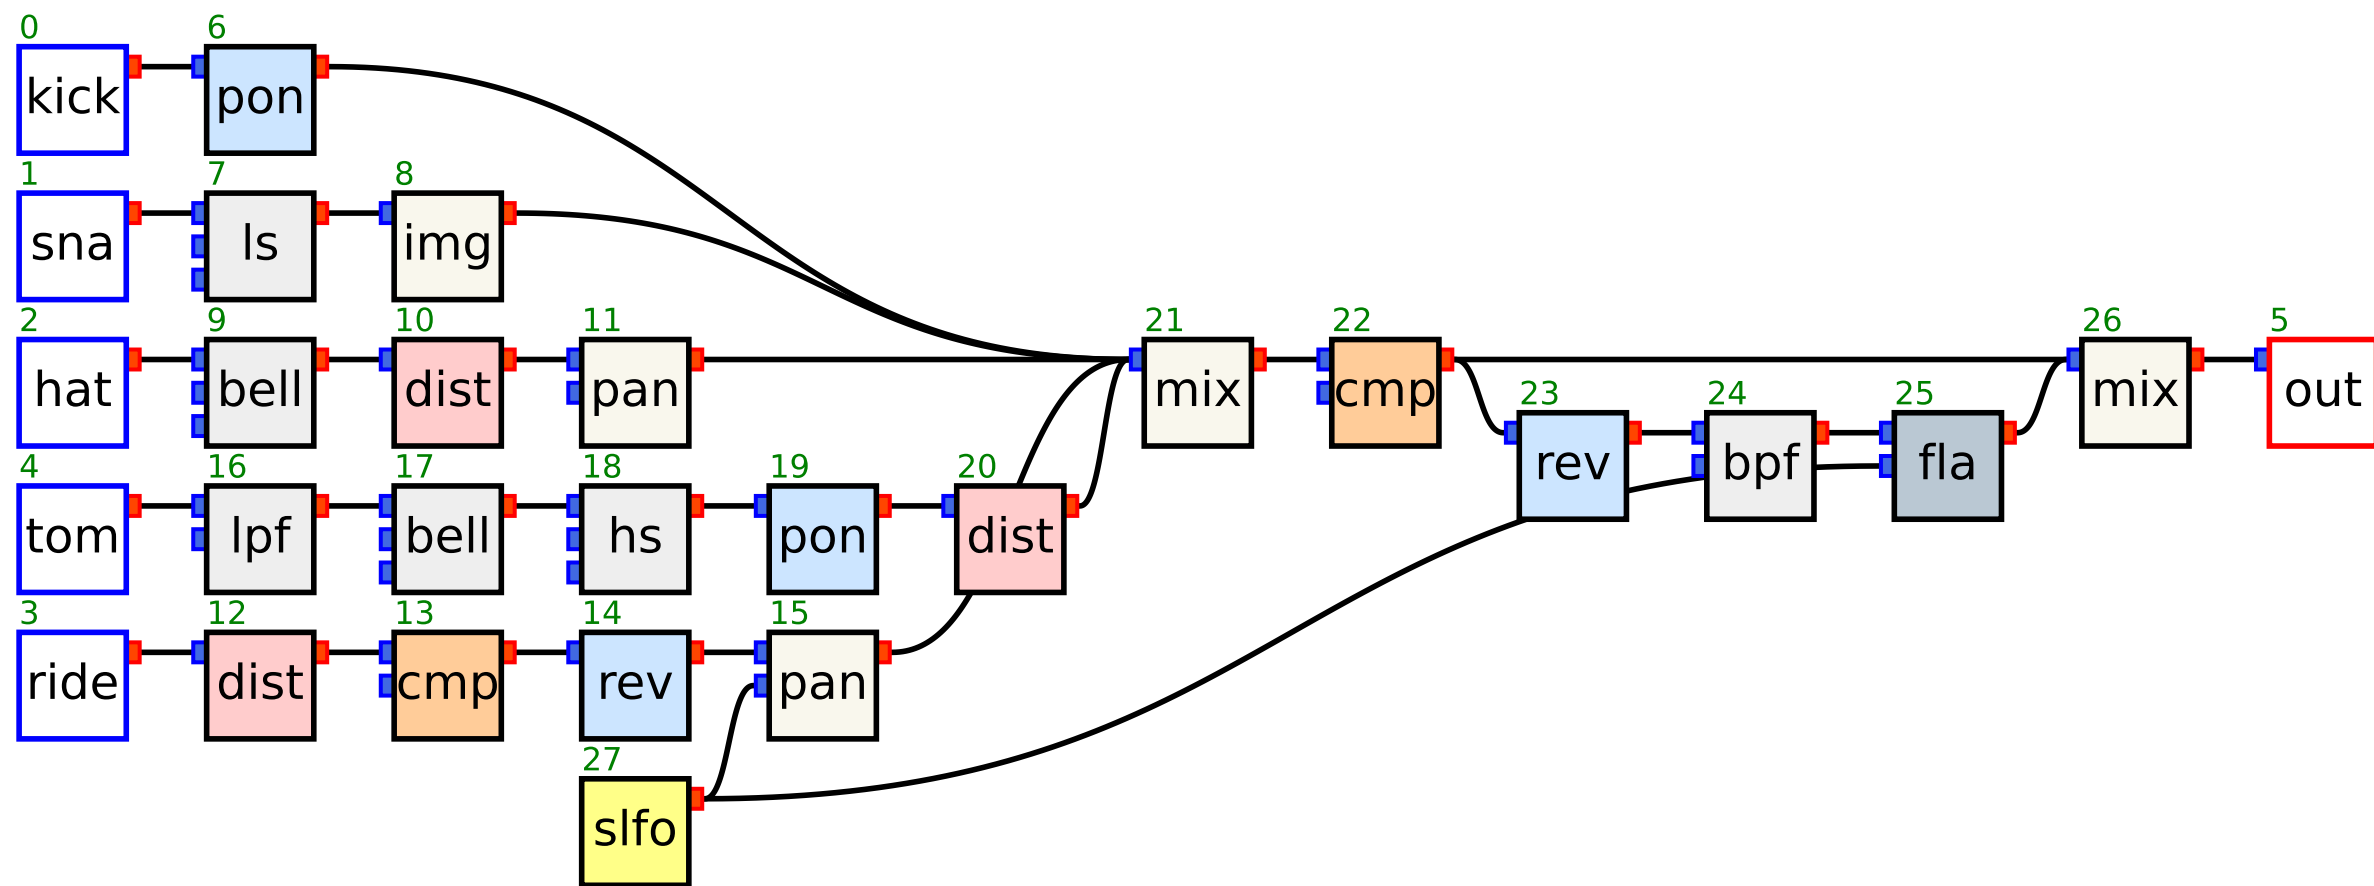 0 6
kick pon
1 7 8
sna ls img
2 9 10 11 21 22 26 5
hat bell dist pan mix cmp mix out
23 24 25
rev bpf fla
4 16 17 18 19 20
tom lpf bell hs pon dist
3 12 13 14 15
ride dist cmp rev pan
27
slfo